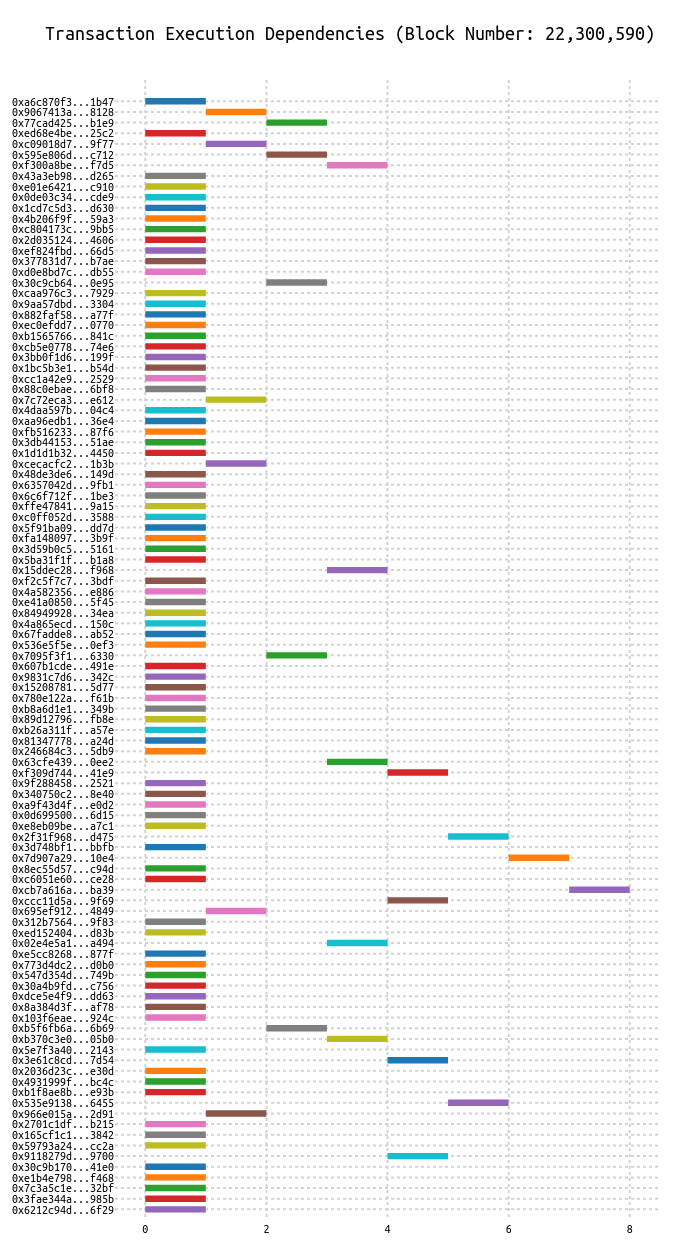 Transaction Execution Dependencies (Block Number: 22,300,590)
0xa6c870f3...1b47
0x9067413a...8128
0x77cad425...b1e9
0xed68e4be...25c2
0xc09018d7...9f77
0x595e806d...c712
0xf300a8be...f7d5
0x43a3eb98...d265
0xe01e6421...c910
0x0de03c34...cde9
0x1cd7c5d3...d630
0x4b206f9f...59a3
0xc804173c...9bb5
0x2d035124...4606
0xef824fbd...66d5
0x377831d7...b7ae
0xd0e8bd7c...db55
0x30c9cb64...0e95
0xcaa976c3...7929
0x9aa57dbd...3304
0x882faf58...a77f
0xec0efdd7...0770
0xb1565766...841c
0xcb5e0778...74e6
0x3bb0f1d6...199f
0x1bc5b3e1...b54d
0xcc1a42e9...2529
0x88c0ebae...6bf8
0x7c72eca3...e612
0x4daa597b...04c4
0xaa96edb1...36e4
0xfb516233...87f6
0x3db44153...51ae
0x1d1d1b32...4450
0xcecacfc2...1b3b
0x48de3de6...149d
0x6357042d...9fb1
0x6c6f712f...1be3
0xffe47841...9a15
0xc0ff052d...3588
0x5f91ba09...dd7d
0xfa148097...3b9f
0x3d59b0c5...5161
0x5ba31f1f...b1a8
0x15ddec28...f968
0xf2c5f7c7...3bdf
0x4a582356...e886
0xe41a0850...5f45
0x84949928...34ea
0x4a865ecd...150c
0x67fadde8...ab52
0x536e5f5e...0ef3
0x7095f3f1...6330
0x607b1cde...491e
0x9831c7d6...342c
0x15208781...5d77
0x780e122a...f61b
0xb8a6d1e1...349b
0x89d12796...fb8e
0xb26a311f...a57e
0x81347778...a24d
0x246684c3...5db9
0x63cfe439...0ee2
0xf309d744...41e9
0x9f288458...2521
0x340750c2...8e40
0xa9f43d4f...e0d2
0x0d699500...6d15
0xe8eb09be...a7c1
0x2f31f968...d475
0x3d748bf1...bbfb
0x7d907a29...10e4
0x8ec55d57...c94d
0xc6051e60...ce28
0xcb7a616a...ba39
0xccc11d5a...9f69
0x695ef912...4849
0x312b7564...9f83
0xed152404...d83b
0x02e4e5a1...a494
0xe5cc8268...877f
0x773d4dc2...d0b0
0x547d354d...749b
0x30a4b9fd...c756
0xdce5e4f9...dd63
0x8a384d3f...af78
0x103f6eae...924c
0xb5f6fb6a...6b69
0xb370c3e0...05b0
0x5e7f3a40...2143
0x3e61c8cd...7d54
0x2036d23c...e30d
0x4931999f...bc4c
0xb1f8ae8b...e93b
0x535e9138...6455
0x966e015a...2d91
0x2701c1df...b215
0x165cf1c1...3842
0x59793a24...cc2a
0x9118279d...9700
0x30c9b170...41e0
0xe1b4e798...f468
0x7c3a5c1e...32bf
0x3fae344a...985b
0x6212c94d...6f29
0 2 4 6 8